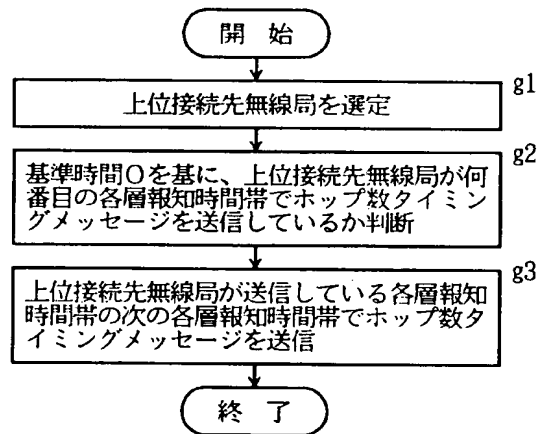 開 始
g1
上位接続先無線局を選定
g2
基準時間Oを基に、上位接続先無線局が何
番目の各層報知時間帯でホップ数タイミン
グメッセージを送信しているか判断
g3
上位接続先無線局が送信している各層報知
時間帯の次の各層報知時間帯でホップ数タ
イミングメッセージを送信
終 了